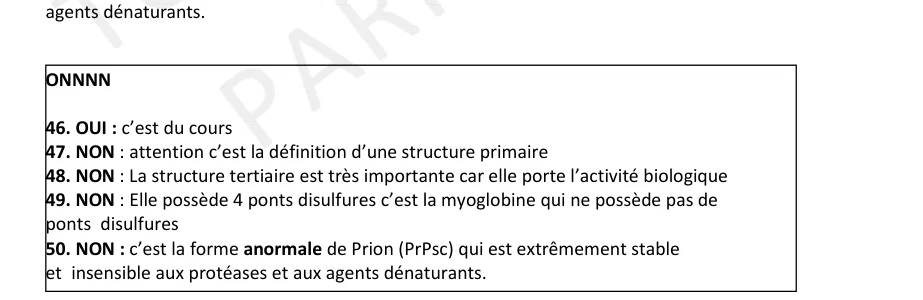 agents dénaturants.
ONNNN
46. OUI : c’est du cours
47. NON : attention c’est la définition d’une structure primaire
48. NON : La structure tertiaire est très importante car elle porte l’activité biologique
49. NON : Elle possède 4 ponts disulfures c’est la myoglobine qui ne possède pas de
ponts disulfures
50. NON : c’est la forme anormale de Prion (PrPsc) qui est extrêmement stable
et insensible aux protéases et aux agents dénaturants.